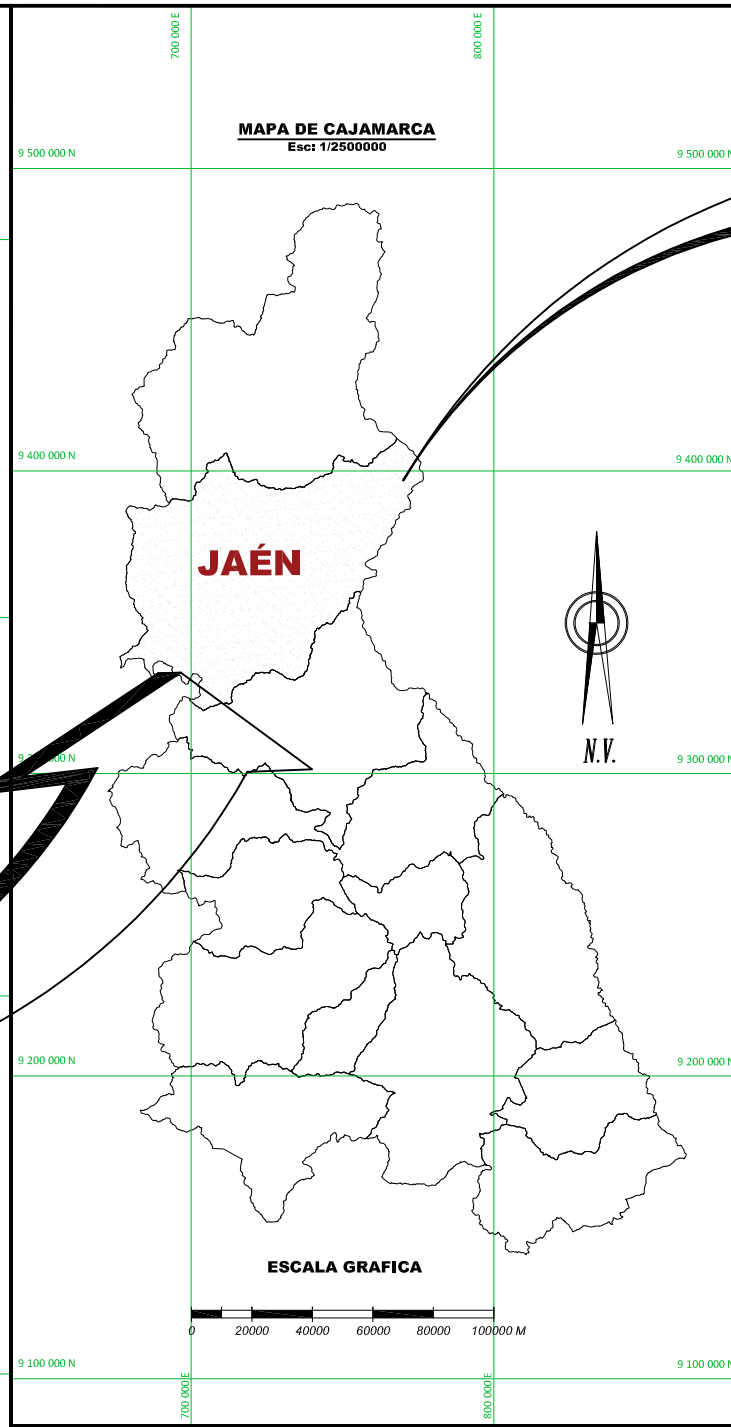 700 000 E
800 000 E
MAPA DE CAJAMARCA
Esc: 1/2500000
9 500 000 N
9 500 000 N
9 400 000 N
9 400 000 N
JAÉN
N.V.
9 300 000 N
ESCALA GRAFICA
9 200 000 N
9 200 000 N
0 20000 40000 60000 80000 100000 M
9 100 000 N
9 100 000 N
700 000 E
800 000 E